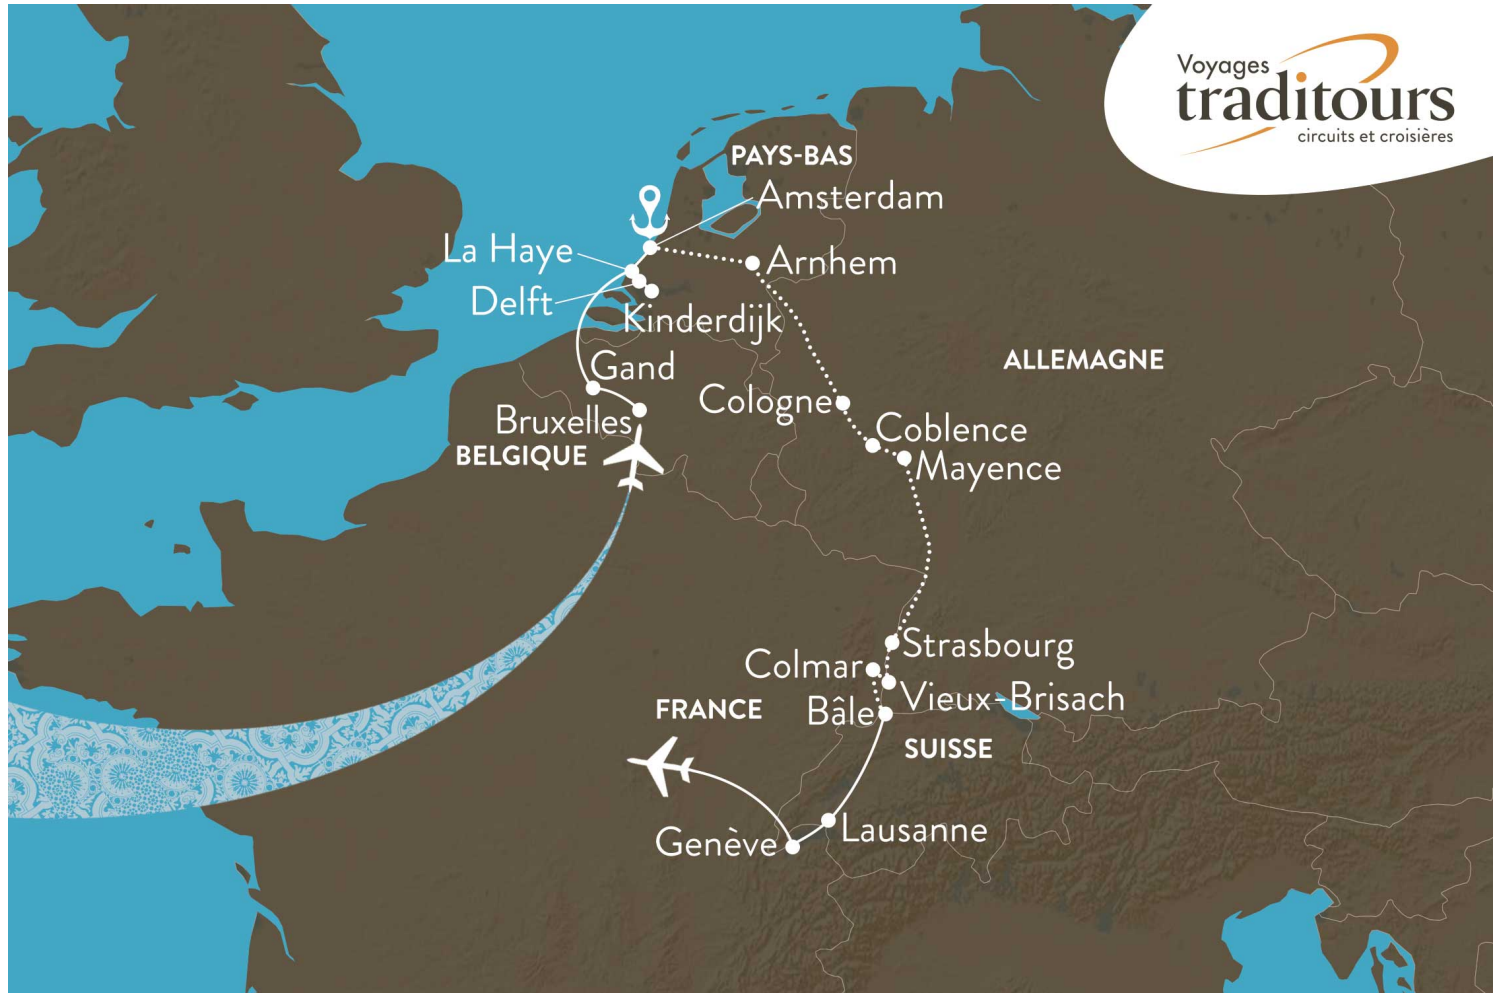 Voyages
traditours
circuits et croisières
PAYS-BAS
Amsterdam
La Haye
Arnhem
Delft
Kinderdijk
ALLEMAGNE
Gand
Cologne
Bruxelles
Coblence
BELGIQUE
Mayence
Strasbourg
Colmar
Vieux-Brisach
FRANCE
Bâle
SUISSE
Lausanne
Genève